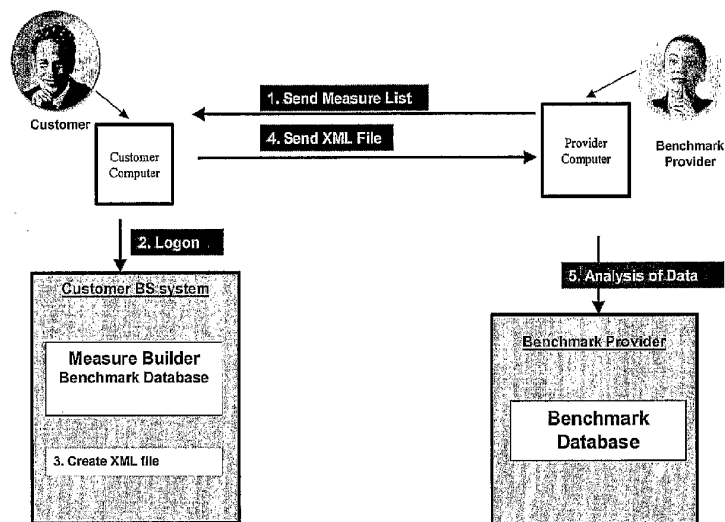 1. Send Measure List
Customer
4. Send XML File
Benchmark
Provider
Customer
Computer
Provider
Computer
2. Logon
5. Analysis of Data
Customer BS system
Measure Builder
Benchmark Database
3. Create XML file
Benchmark Provider
Benchmark
Database